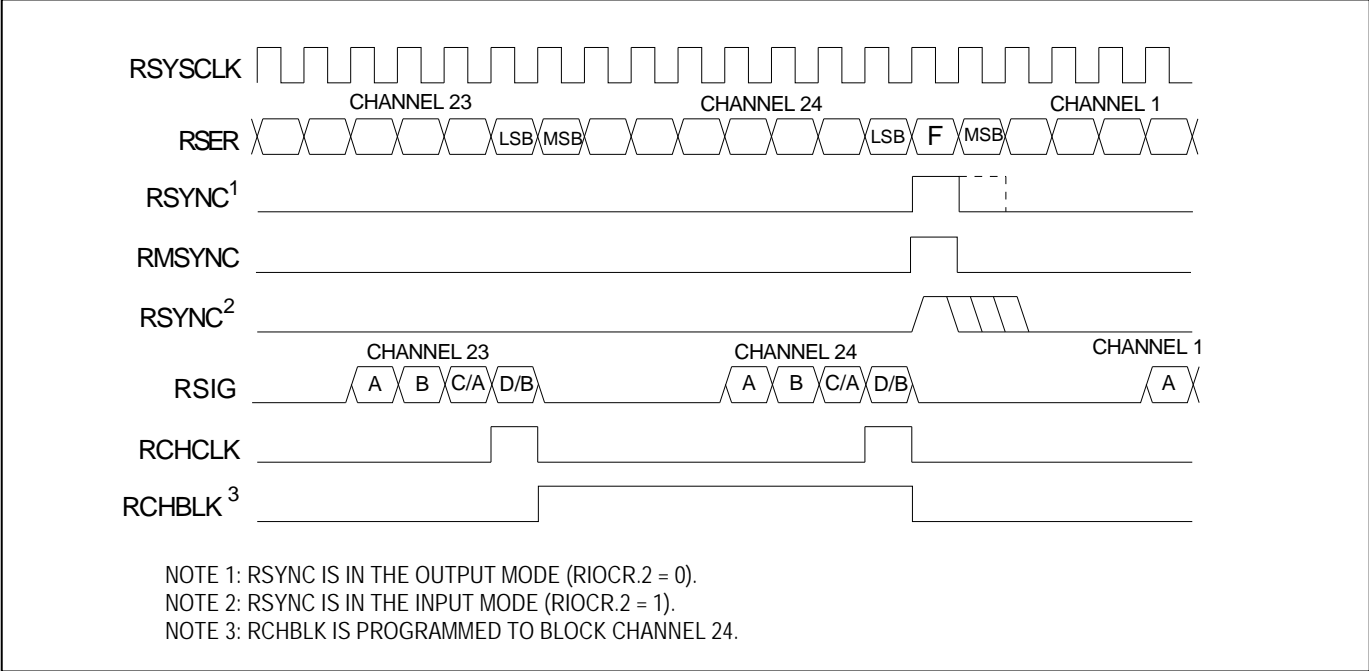 RSYSCLK
CHANNEL 23 CHANNEL 24 CHANNEL 1
RSER LSB MSB LSB F MSB
RSYNC1
RMSYNC
RSYNC2
CHANNEL 23 CHANNEL 24 CHANNEL 1
RSIG A B C/A D/B A B C/A D/B A
RCHCLK
RCHBLK 3
NOTE 1: RSYNC IS IN THE OUTPUT MODE (RIOCR.2 = 0).
NOTE 2: RSYNC IS IN THE INPUT MODE (RIOCR.2 = 1).
NOTE 3: RCHBLK IS PROGRAMMED TO BLOCK CHANNEL 24.